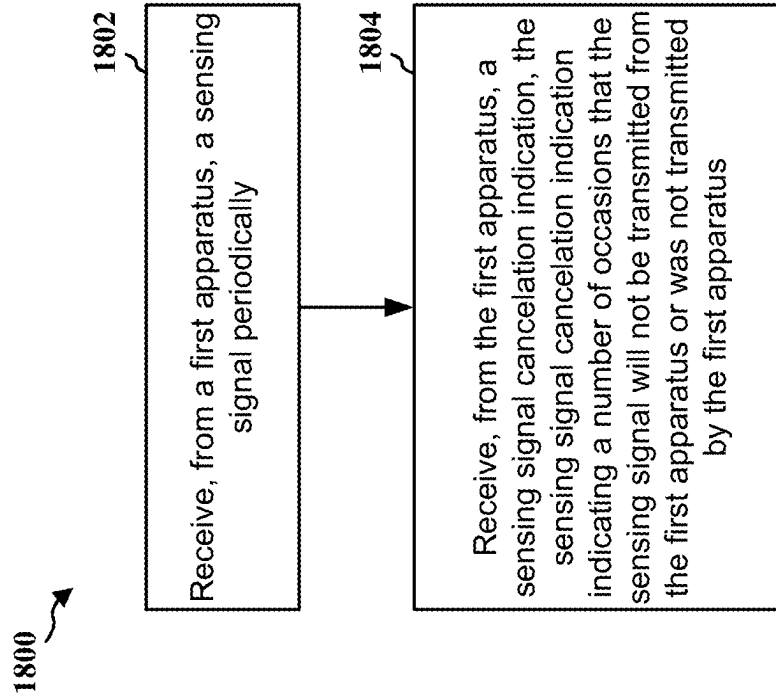 1800
1802
Receive, from a first apparatus, a sensing
signal periodically
1804
Receive, from the first apparatus, a
sensing signal cancelation indication, the
sensing signal cancelation indication
indicating a number of occasions that the
sensing signal will not be transmitted from
the first apparatus or was not transmitted
by the first apparatus